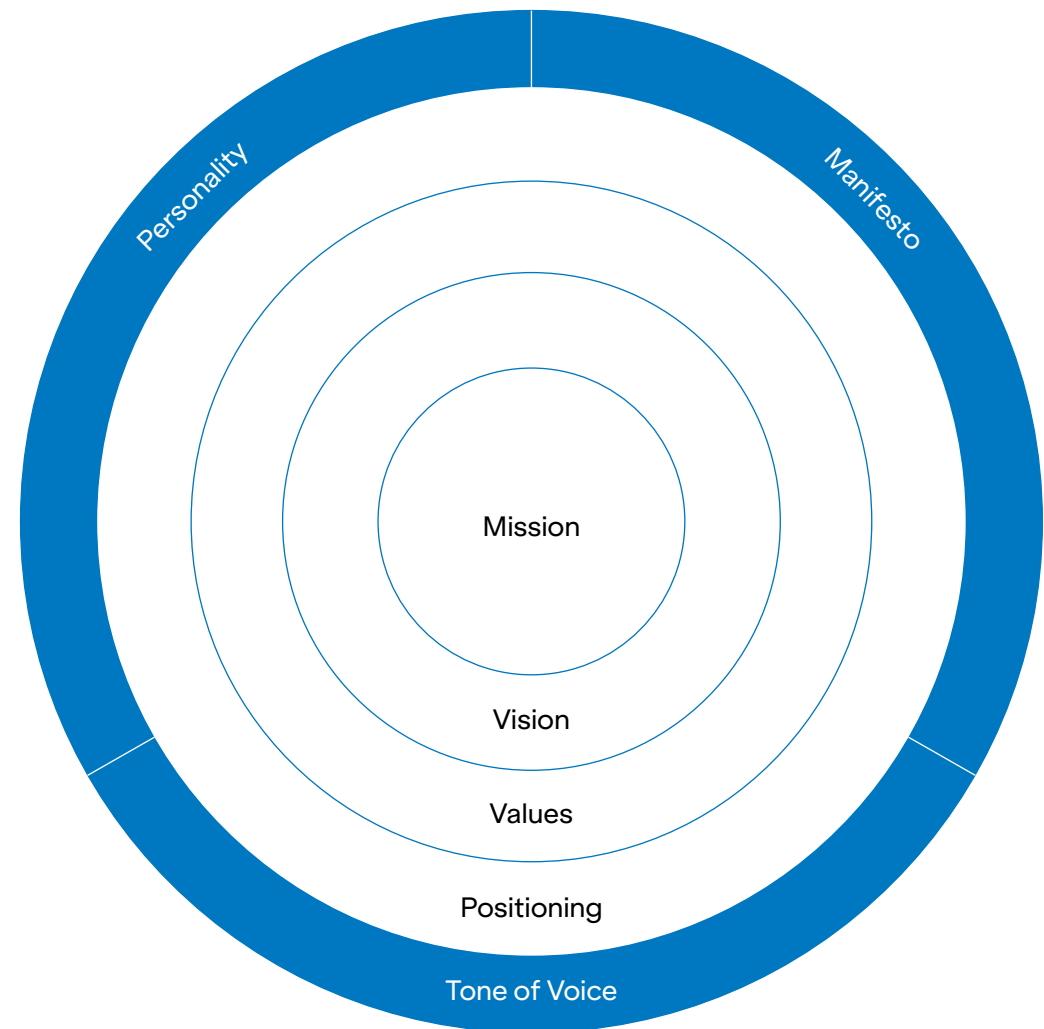 Personality
Manifesto
Mission
Vision
Values
Positioning
Tone of Voice